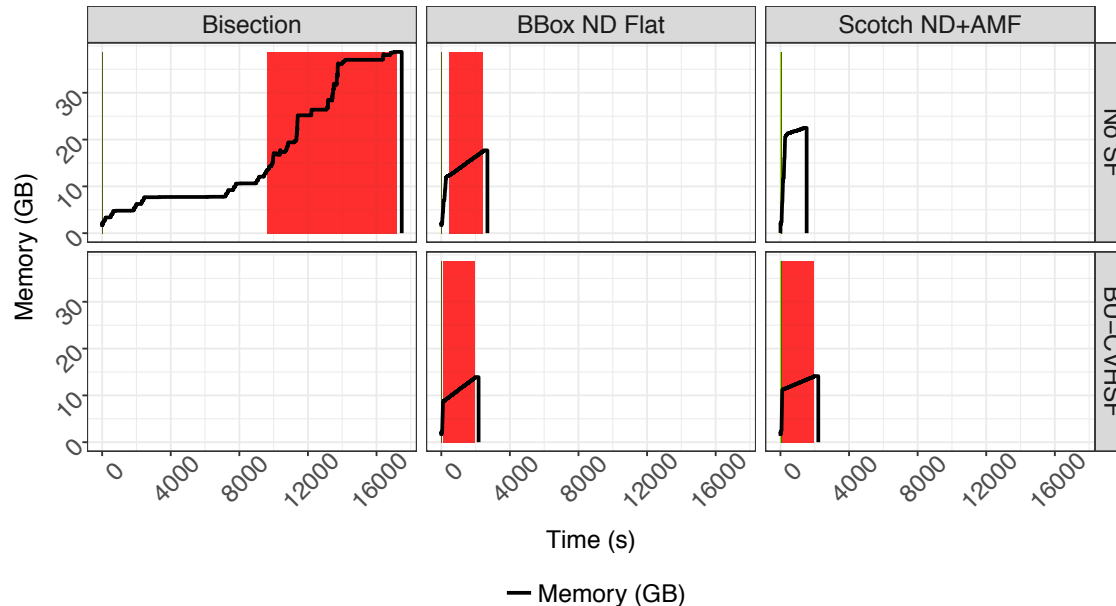 Bisection
BBox ND Flat
Scotch ND+AMF
No SF
BU-CVHSF
Memory (GB)
0
10
20
30
0
10
20
30
0
4000
8000
12000
16000
0
4000
8000
12000
16000
0
4000
8000
12000
16000
Time (s)
Memory (GB)